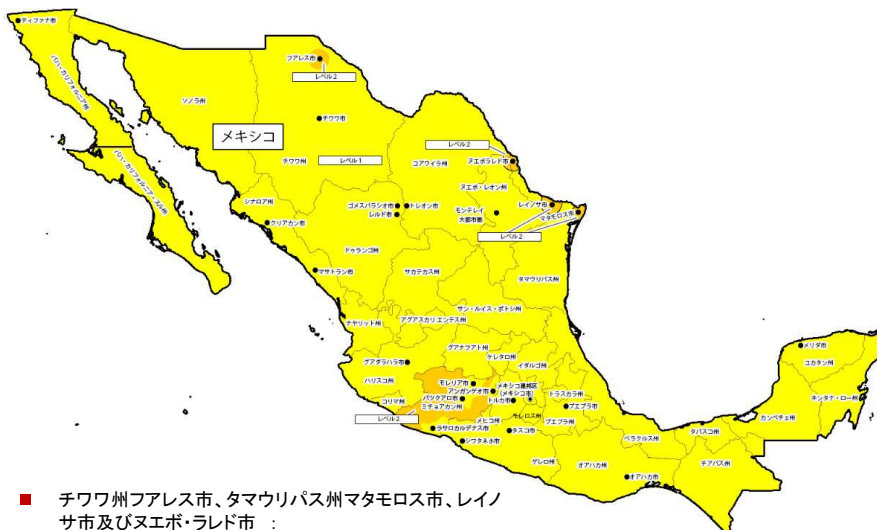 ティファナ市
バハ・カリフォルニア州
ソノラ州
フアレス市
レベル2
チワワ市
メキシコ
チワワ州
レベル1
コアウイラ州
レベル2
ヌエボラレド市
ヌエボ・レオン州
レイノサ市
マタモロス市
レベル2
バハ・カリフォルニア・スル州
シナロア州
クリアカン市
ゴメスパラシオ市
トレオン市
レルド市
モンテレイ
大都市圏
ドゥランゴ州
サカテカス州
タマウリパス州
マサトラン市
サン・ルイス・ポトシ州
ナヤリット州
アグアスカリエンテス州
グアナファト州
ケレタロ州
イダルゴ州
グアダラハラ市
ハリスコ州
モレリア市
アンガンゲオ市
メキシコ連邦区
(メキシコ市)
トラスカラ州
コリマ州
パツクアロ市
ミチョアカン州
トルカ市
プエブラ市
レベル2
メヒコ州
モレロス州
プエブラ州
ラサロカルデナス市
タスコ市
ベラクルス州
シワタネホ市
ゲレロ州
オアハカ州
オアハカ市
タバスコ州
チアパス州
メリダ市
ユカタン州
キンタナ・ロー州
カンペチェ州
■ チワワ州フアレス市、タマウリパス州マタモロス市、レイノ
サ市及びヌエボ・ラレド市 :